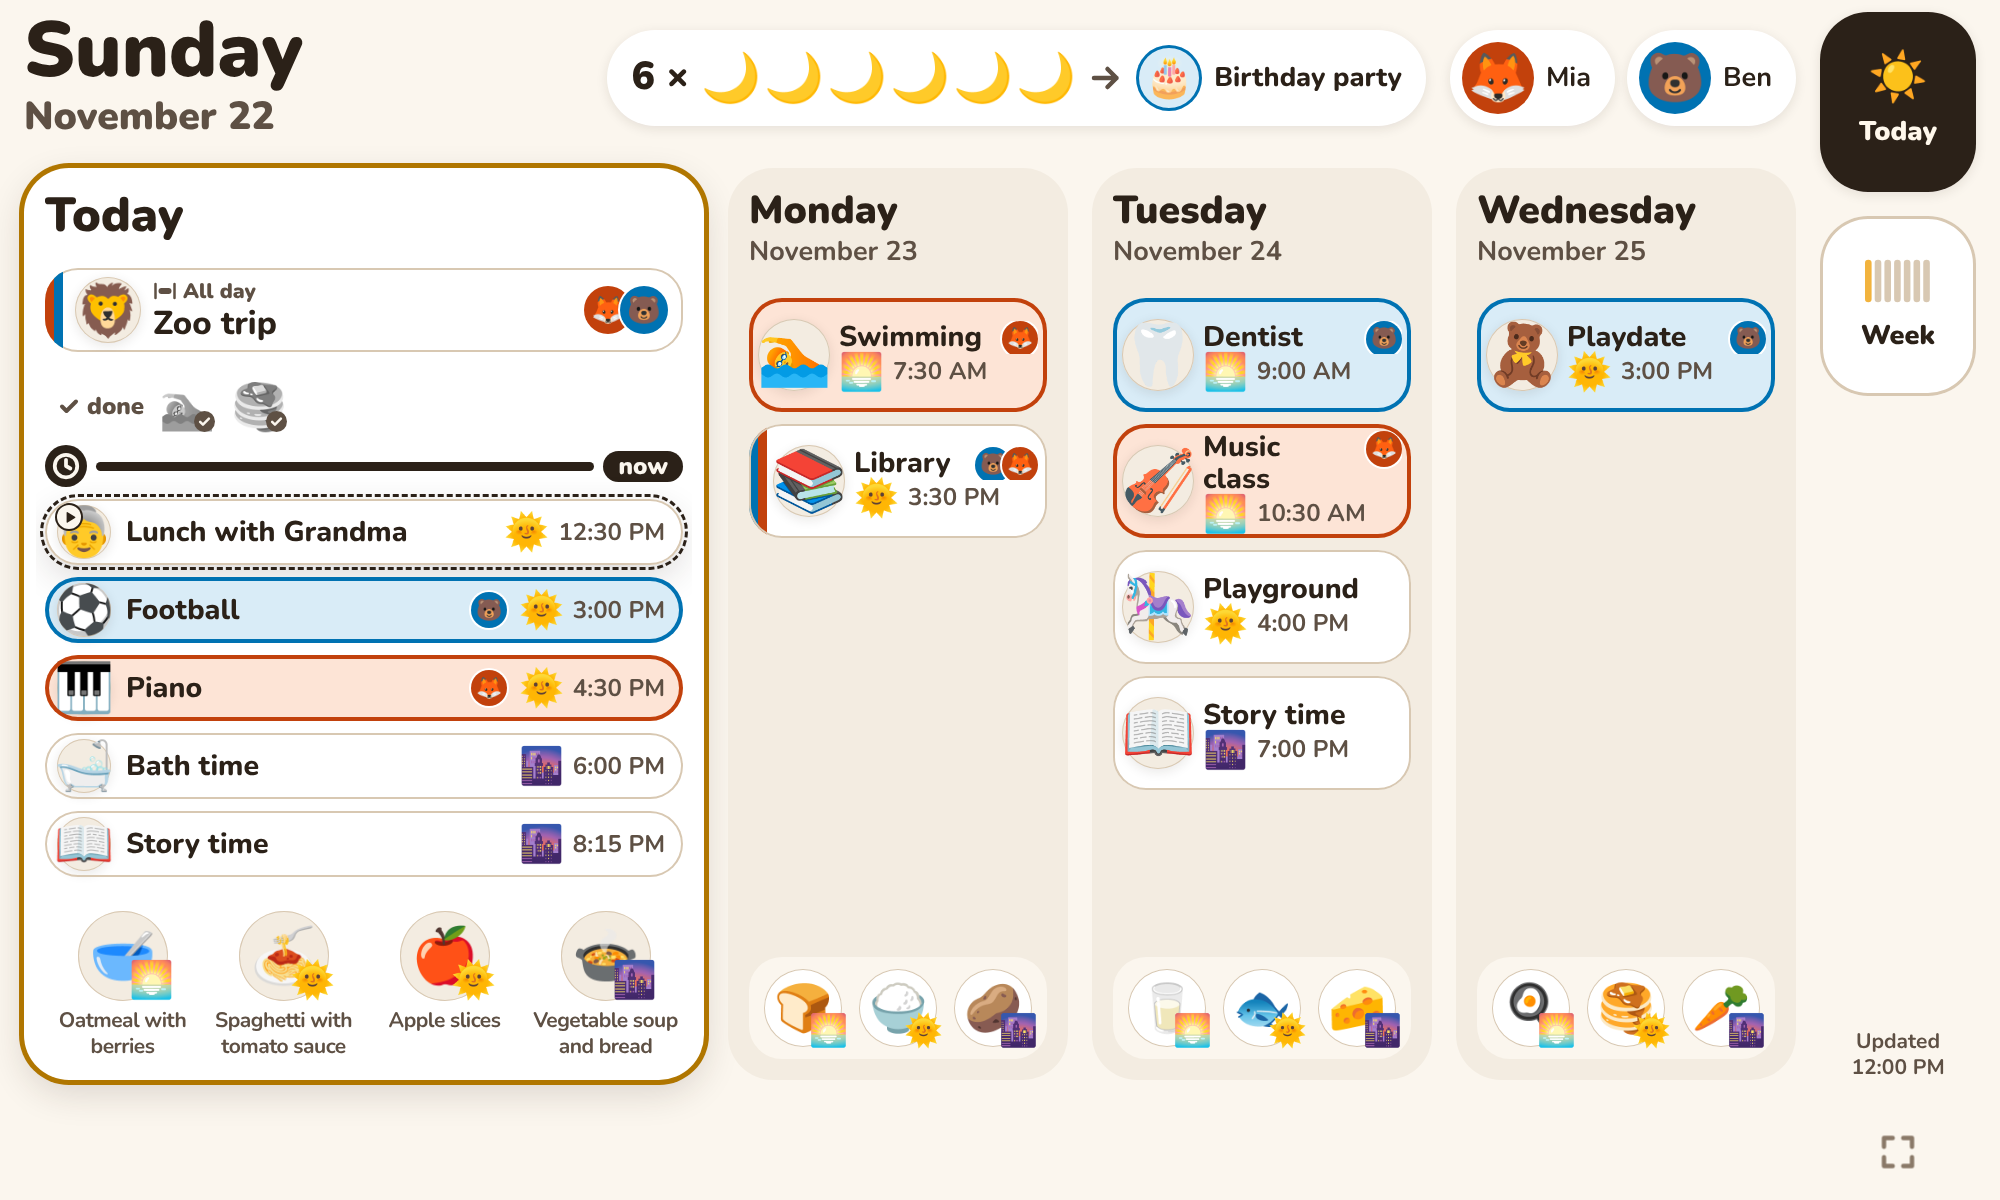 Sunday
November 22
6 × → Birthday party
Mia
Ben
Today
Week
Today
All day
Zoo trip
done
now
Lunch with Grandma 12:30 PM
Football 3:00 PM
Piano 4:30 PM
Bath time 6:00 PM
Story time 8:15 PM
Oatmeal with
berries
Spaghetti with
tomato sauce
Apple slices
Vegetable soup
and bread
Monday
November 23
Swimming
7:30 AM
Library
3:30 PM
Tuesday
November 24
Dentist
9:00 AM
Music
class
10:30 AM
Playground
4:00 PM
Story time
7:00 PM
Wednesday
November 25
Playdate
3:00 PM
Updated
12:00 PM